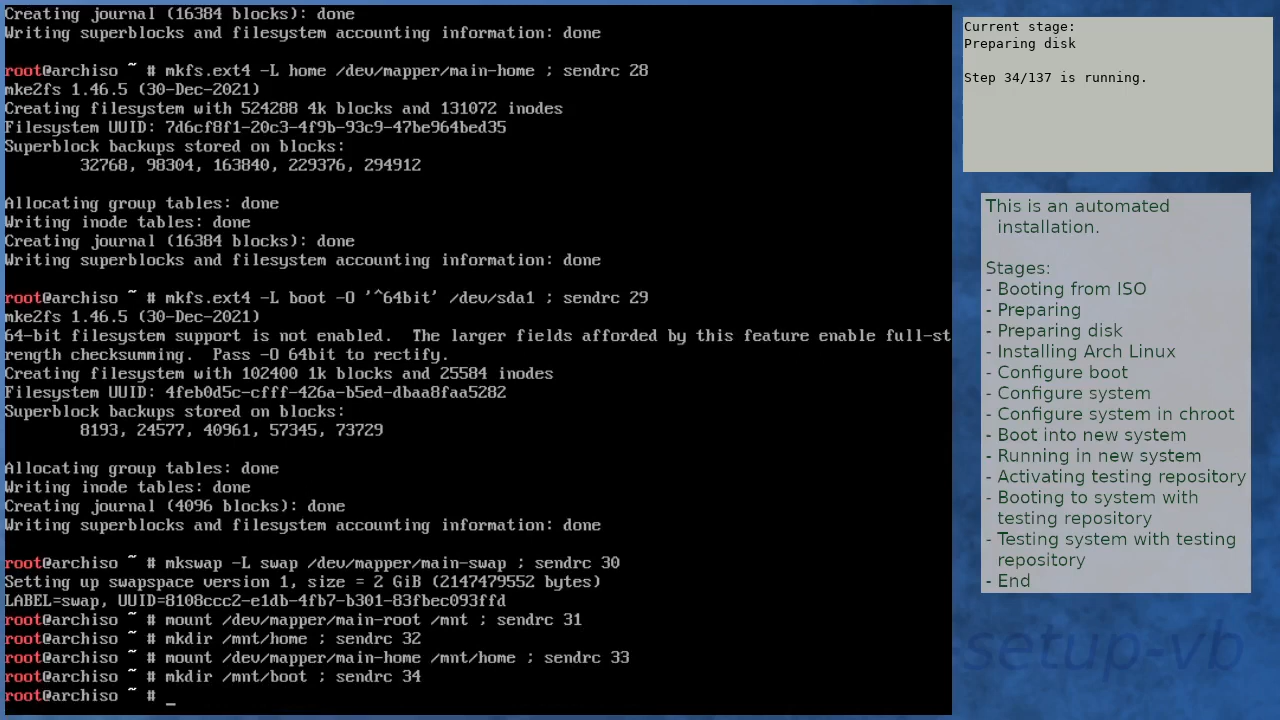 Creating journal (16384 blocks): done
Writing superblocks and filesystem accounting information: done
root@archiso ~ # mkfs.ext4 -L home /dev/mapper/main-home ; sendrc 28
mke2fs 1.46.5 (30-Dec-2021)
Creating filesystem with 524288 4k blocks and 131072 inodes
Filesystem UUID: 7d6cf8f1-20c3-4f9b-93c9-47be964bed35
Superblock backups stored on blocks:
32768, 98304, 163840, 229376, 294912
Allocating group tables: done
Writing inode tables: done
Creating journal (16384 blocks): done
Writing superblocks and filesystem accounting information: done
root@archiso ~ # mkfs.ext4 -L boot -O '^64bit' /dev/sda1 ; sendrc 29
mke2fs 1.46.5 (30-Dec-2021)
64-bit filesystem support is not enabled.  The larger fields afforded by this feature enable full-st
rength checksumming.  Pass -O 64bit to rectify.
Creating filesystem with 102400 1k blocks and 25584 inodes
Filesystem UUID: 4feb0d5c-cfff-426a-b5ed-dbaa8faa5282
Superblock backups stored on blocks:
8193, 24577, 40961, 57345, 73729
Allocating group tables: done
Writing inode tables: done
Creating journal (4096 blocks): done
Writing superblocks and filesystem accounting information: done
root@archiso ~ # mkswap -L swap /dev/mapper/main-swap ; sendrc 30
Setting up swapspace version 1, size = 2 GiB (2147479552 bytes)
LABEL=swap, UUID=8108ccc2-e1db-4fb7-b301-83fbec093ffd
root@archiso ~ # mount /dev/mapper/main-root /mnt ; sendrc 31
root@archiso ~ # mkdir /mnt/home ; sendrc 32
root@archiso ~ # mount /dev/mapper/main-home /mnt/home ; sendrc 33
root@archiso ~ # mkdir /mnt/boot ; sendrc 34
root@archiso ~ # _
Current stage:
Preparing disk
Step 34/137 is running.
This is an automated
installation.
Stages:
- Booting from ISO
- Preparing
- Preparing disk
- Installing Arch Linux
- Configure boot
- Configure system
- Configure system in chroot
- Boot into new system
- Running in new system
- Activating testing repository
- Booting to system with
testing repository
- Testing system with testing
repository
- End
setup-vb